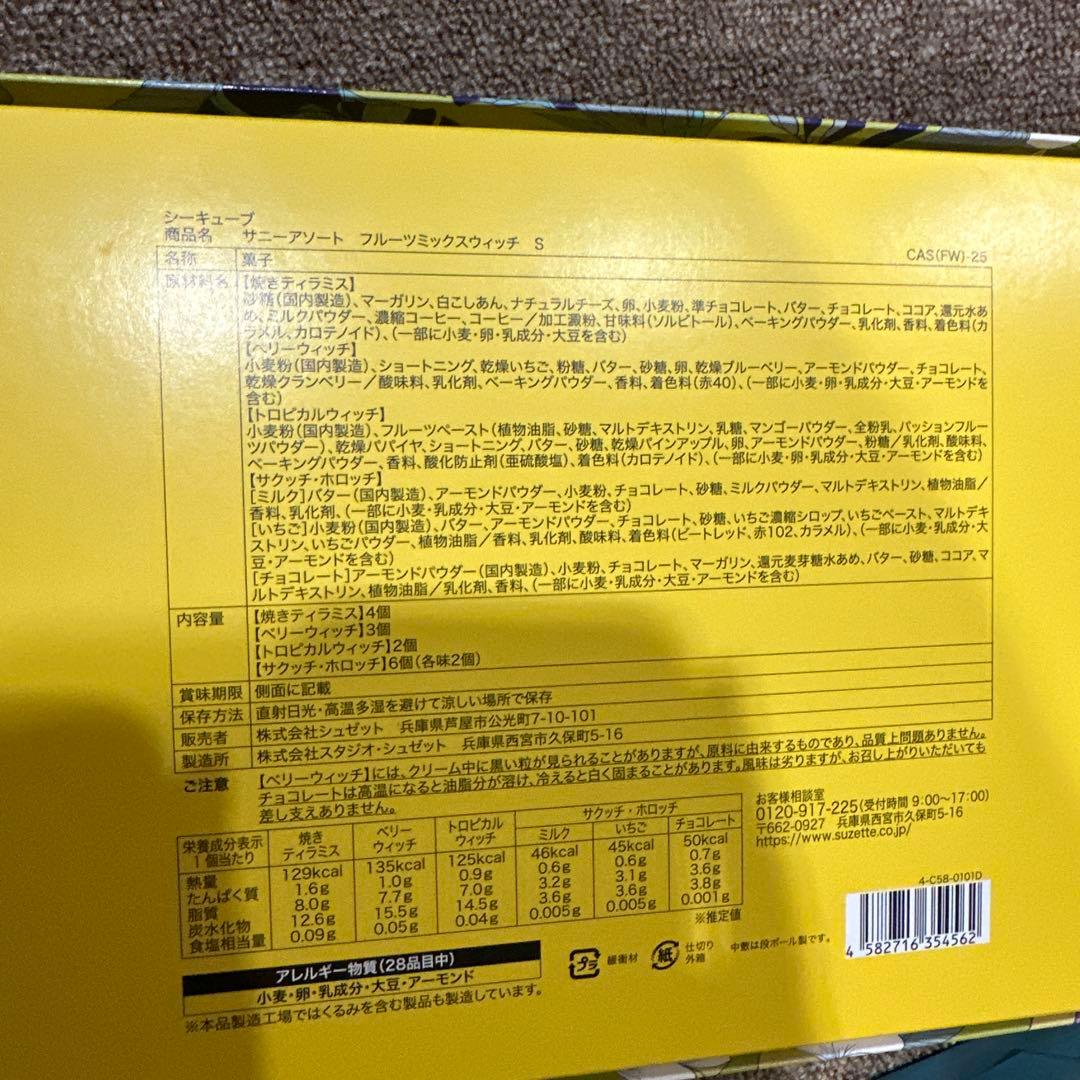 シーキューブ
商品名 サニーアソート フルーツミックスウィッチ S
CAS(FW)-25
名称 菓子
原材料名 【焼きティラミス】
砂糖(国内製造)、マーガリン、白こしあん、ナチュラルチーズ、卵、小麦粉、準チョコレート、バター、チョコレート、ココア、還元水あ
め、ミルクパウダー、濃縮コーヒー、コーヒー/加工澱粉、甘味料(ソルビトール)、ベーキングパウダー、乳化剤、香料、着色料(カ
ラメル、カロテノイド)、(一部に小麦・卵・乳成分・大豆を含む)
【ベリーウィッチ】
小麦粉(国内製造)、ショートニング、乾燥いちご、粉糖、バター、砂糖、卵、乾燥ブルーベリー、アーモンドパウダー、チョコレート、
乾燥クランベリー/酸味料、乳化剤、ベーキングパウダー、香料、着色料(赤40)、(一部に小麦・卵・乳成分・大豆・アーモンドを
含む)
【トロピカルウィッチ】
小麦粉(国内製造)、フルーツペースト(植物油脂、砂糖、マルトデキストリン、乳糖、マンゴーパウダー、全粉乳、パッションフルー
ツパウダー)、乾燥パパイヤ、ショートニング、バター、砂糖、乾燥パインアップル、卵、アーモンドパウダー、粉糖/乳化剤、酸味料、
ベーキングパウダー、香料、酸化防止剤(亜硫酸塩)、着色料(カロテノイド)、(一部に小麦・卵・乳成分・大豆・アーモンドを含む)
【サクッチ・ホロッチ】
[ミルク]バター(国内製造)、アーモンドパウダー、小麦粉、チョコレート、砂糖、ミルクパウダー、マルトデキストリン、植物油脂/
香料、乳化剤、(一部に小麦・乳成分・大豆・アーモンドを含む)
[いちご]小麦粉(国内製造)、バター、アーモンドパウダー、チョコレート、砂糖、いちご濃縮シロップ、いちごペースト、マルトデキ
ストリン、いちごパウダー、植物油脂/香料、乳化剤、酸味料、着色料(ビートレッド、赤102、カラメル)、(一部に小麦・乳成分・大
豆・アーモンドを含む)
[チョコレート]アーモンドパウダー(国内製造)、小麦粉、チョコレート、マーガリン、還元麦芽糖水あめ、バター、砂糖、ココア、マ
ルトデキストリン、植物油脂/乳化剤、香料、(一部に小麦・乳成分・大豆・アーモンドを含む)
内容量 【焼きティラミス】4個
【ベリーウィッチ】3個
【トロピカルウィッチ】2個
【サクッチ・ホロッチ】6個(各味2個)
賞味期限 側面に記載
保存方法 直射日光・高温多湿を避けて涼しい場所で保存
販売者 株式会社シュゼット 兵庫県芦屋市公光町7-10-101
製造所 株式会社スタジオ・シュゼット 兵庫県西宮市久保町5-16
ご注意 【ベリーウィッチ】には、クリーム中に黒い粒が見られることがありますが、原料に由来するものであり、品質上問題ありません。
チョコレートは高温になると油脂分が溶け、冷えると白く固まることがあります。風味は劣りますが、お召し上がりいただいても
差し支えありません。
栄養成分表示 1個当たり 焼きティラミス ベリーウィッチ トロピカルウィッチ サクッチ・ホロッチ
ミルク いちご チョコレート
熱量 129kcal 135kcal 125kcal 46kcal 45kcal 50kcal
たんぱく質 1.6g 1.0g 0.9g 0.6g 0.6g 0.7g
脂質 8.0g 7.7g 7.0g 3.2g 3.1g 3.6g
炭水化物 12.6g 15.5g 14.5g 3.6g 3.6g 3.8g
食塩相当量 0.09g 0.05g 0.04g 0.005g 0.005g 0.001g
※推定値
お客様相談室
0120-917-225(受付時間 9:00〜17:00)
〒662-0927 兵庫県西宮市久保町5-16
https://www.suzette.co.jp/
4-C58-0101D
4 582716 354562
アレルギー物質(28品目中)
小麦・卵・乳成分・大豆・アーモンド
※本品製造工場ではくるみを含む製品も製造しています。
プラ 緩衝材
紙 仕切り 外箱
中敷は段ボール製です。